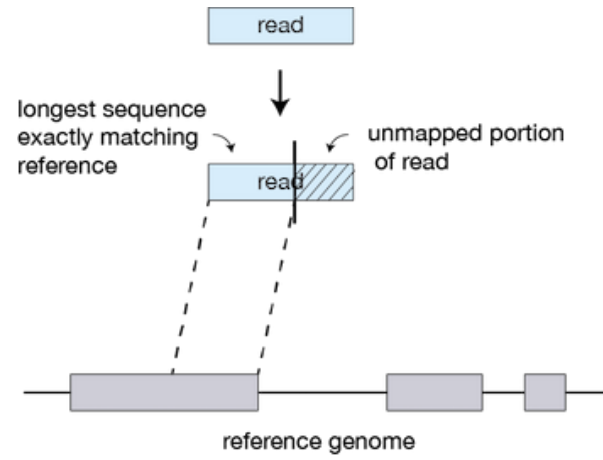 read
longest sequence
exactly matching
reference
unmapped portion
of read
read
reference genome